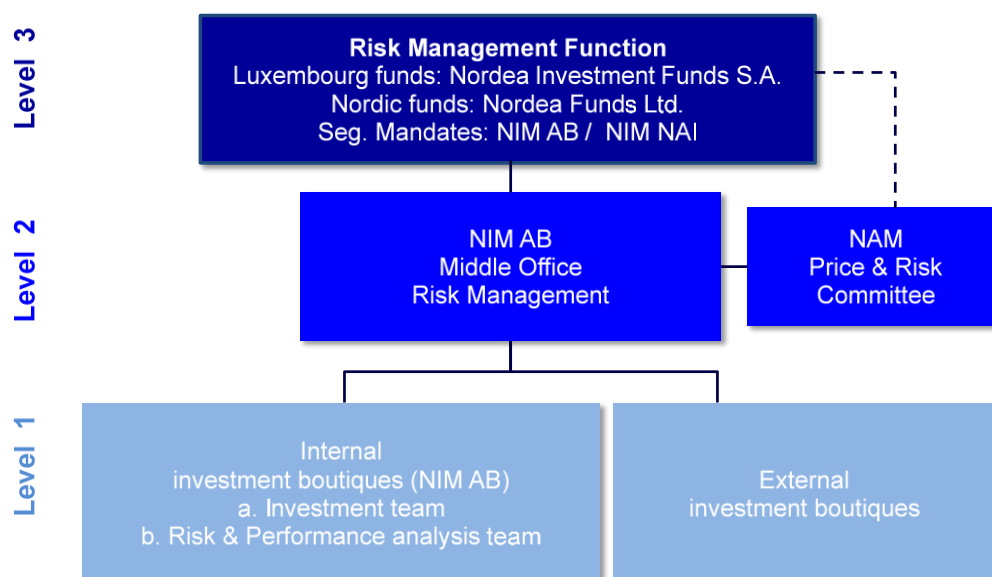 Level 3
Risk Management Function
Luxembourg funds: Nordea Investment Funds S.A.
Nordic funds: Nordea Funds Ltd.
Seg. Mandates: NIM AB / NIM NAI
Level 2
NIM AB
Middle Office
Risk Management
NAM
Price & Risk
Committee
Level 1
Internal
investment boutiques (NIM AB)
a. Investment team
b. Risk & Performance analysis team
External
investment boutiques